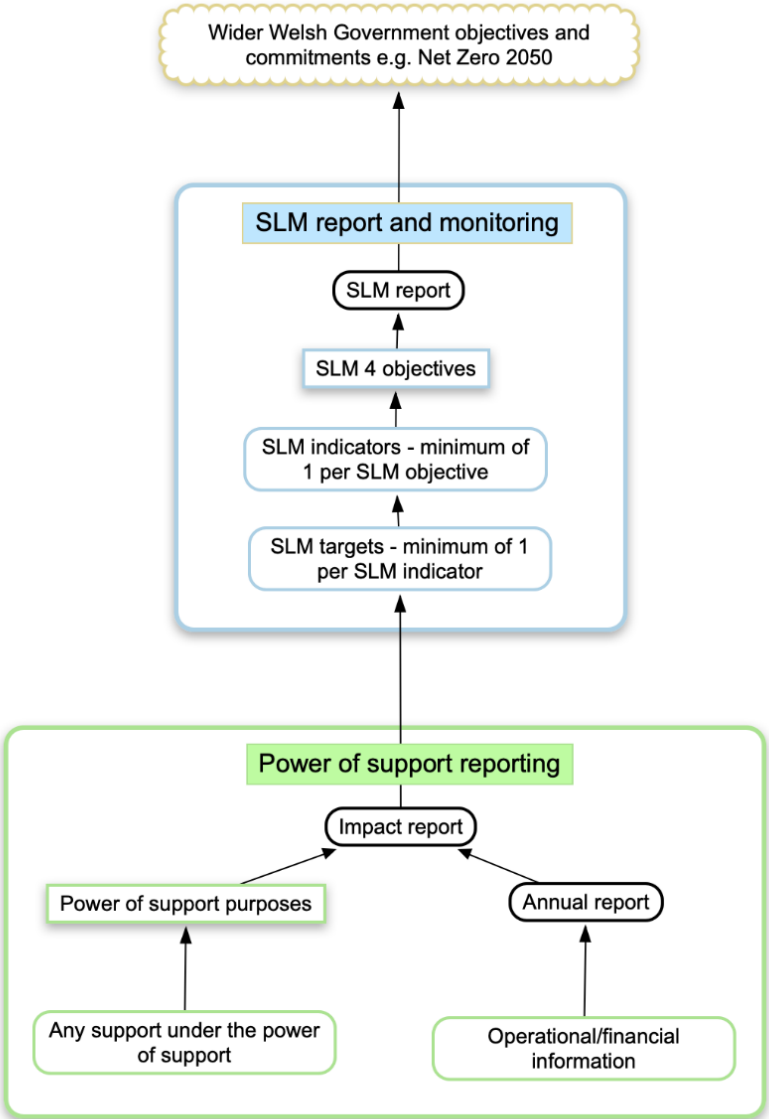 Wider Welsh Government objectives and
commitments e.g. Net Zero 2050
SLM report and monitoring
SLM report
SLM 4 objectives
SLM indicators - minimum of
1 per SLM objective
SLM targets - minimum of 1
per SLM indicator
Power of support reporting
Impact report
Power of support purposes
Annual report
Any support under the power
of support
Operational/financial
information